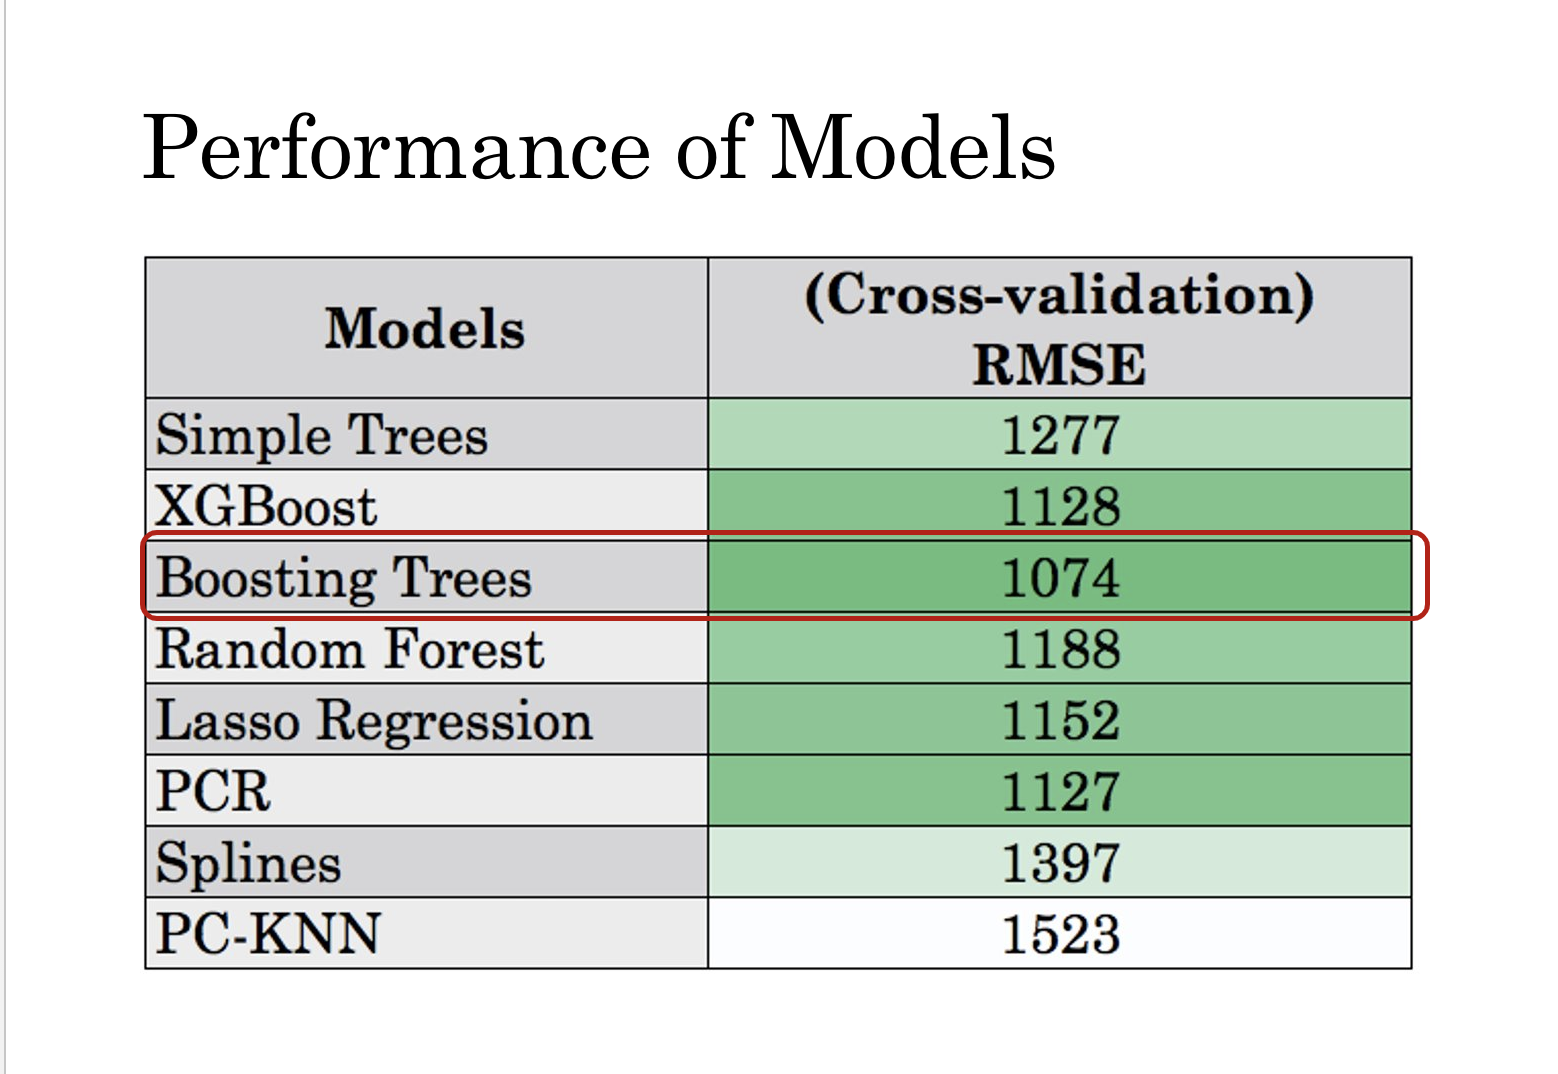 Performance of Models
Models
(Cross-validation)
RMSE
Simple Trees 1277
XGBoost 1128
Boosting Trees 1074
Random Forest 1188
Lasso Regression 1152
PCR 1127
Splines 1397
PC-KNN 1523